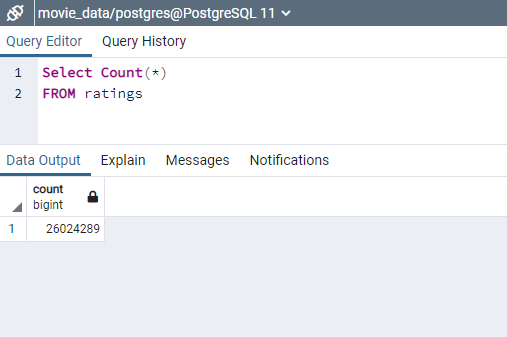 movie_data/postgres@PostgreSQL 11
Query Editor Query History
1 Select Count(*)
2 FROM ratings
Data Output Explain Messages Notifications
count
bigint
1 26024289